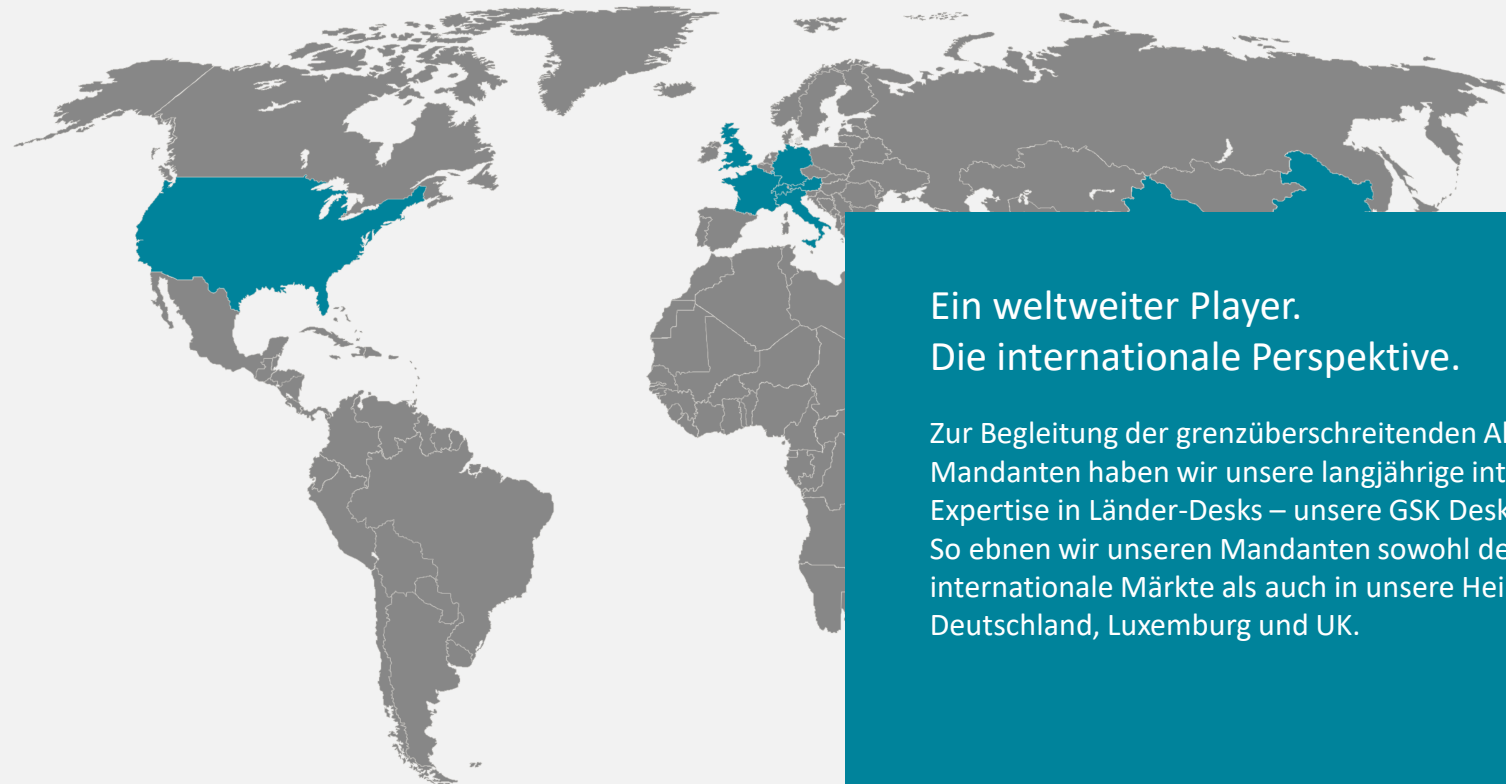 Ein weltweiter Player.
Die internationale Perspektive.
Zur Begleitung der grenzüberschreitenden
Mandanten haben wir unsere langjährige
Expertise in Länder-Desks – unsere GSK Desk
So ebnen wir unseren Mandanten sowohl
internationale Märkte als auch in unsere
Deutschland, Luxemburg und UK.